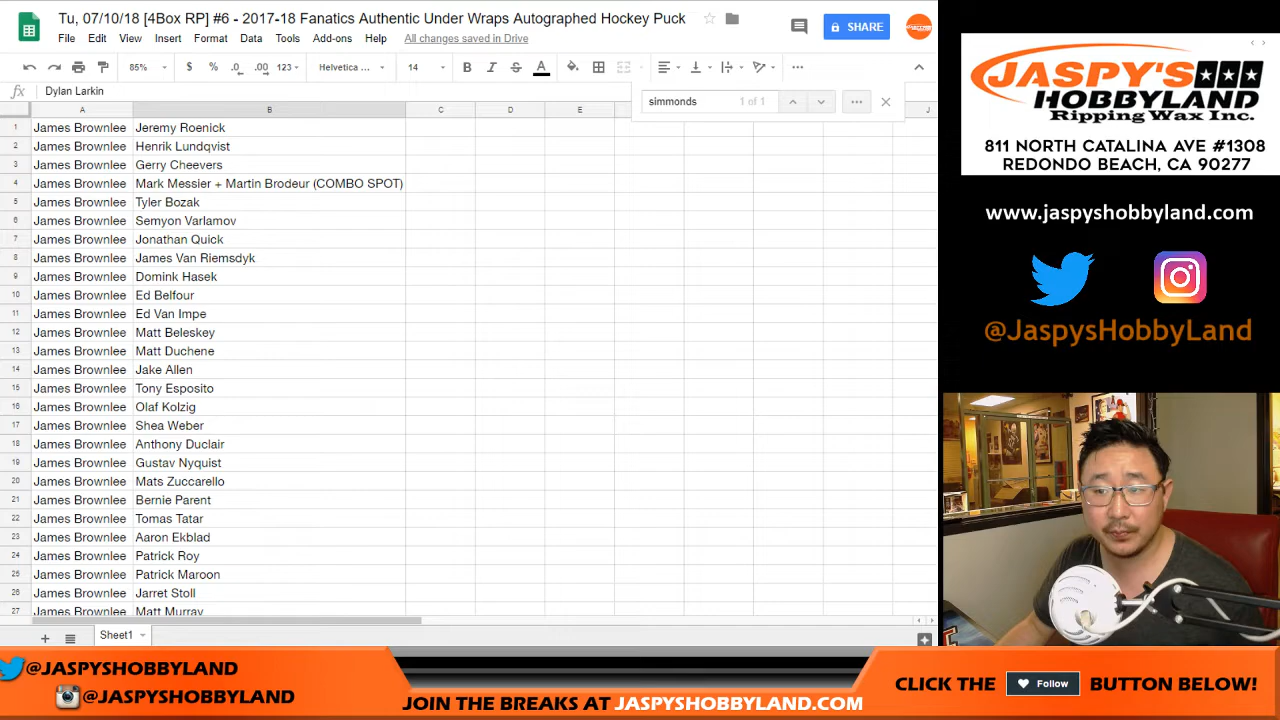 Tu, 07/10/18 [4Box RP] #6 - 2017-18 Fanatics Authentic Under Wraps Autographed Hockey Puck
SHARE
File Edit View Insert Format Data Tools Add-ons Help All changes saved in Drive
85% $ % .0 .00 123 Helvetica ... 14 B I S A
fx Dylan Larkin
simmonds 1 of 1
A B C D E F G H I J
1 James Brownlee Jeremy Roenick
2 James Brownlee Henrik Lundqvist
3 James Brownlee Gerry Cheevers
4 James Brownlee Mark Messier + Martin Brodeur (COMBO SPOT)
5 James Brownlee Tyler Bozak
6 James Brownlee Semyon Varlamov
7 James Brownlee Jonathan Quick
8 James Brownlee James Van Riemsdyk
9 James Brownlee Domink Hasek
10 James Brownlee Ed Belfour
11 James Brownlee Ed Van Impe
12 James Brownlee Matt Beleskey
13 James Brownlee Matt Duchene
14 James Brownlee Jake Allen
15 James Brownlee Tony Esposito
16 James Brownlee Olaf Kolzig
17 James Brownlee Shea Weber
18 James Brownlee Anthony Duclair
19 James Brownlee Gustav Nyquist
20 James Brownlee Mats Zuccarello
21 James Brownlee Bernie Parent
22 James Brownlee Tomas Tatar
23 James Brownlee Aaron Ekblad
24 James Brownlee Patrick Roy
25 James Brownlee Patrick Maroon
26 James Brownlee Jarret Stoll
27 James Brownlee Matt Murray
Sheet1
JASPY'S
HOBBYLAND
Ripping Wax Inc.
811 NORTH CATALINA AVE #1308
REDONDO BEACH, CA 90277
www.jaspyshobbyland.com
@JaspysHobbyLand
@JASPYSHOBBYLAND
@JASPYSHOBBYLAND
JOIN THE BREAKS AT JASPYSHOBBYLAND.COM
CLICK THE Follow BUTTON BELOW!